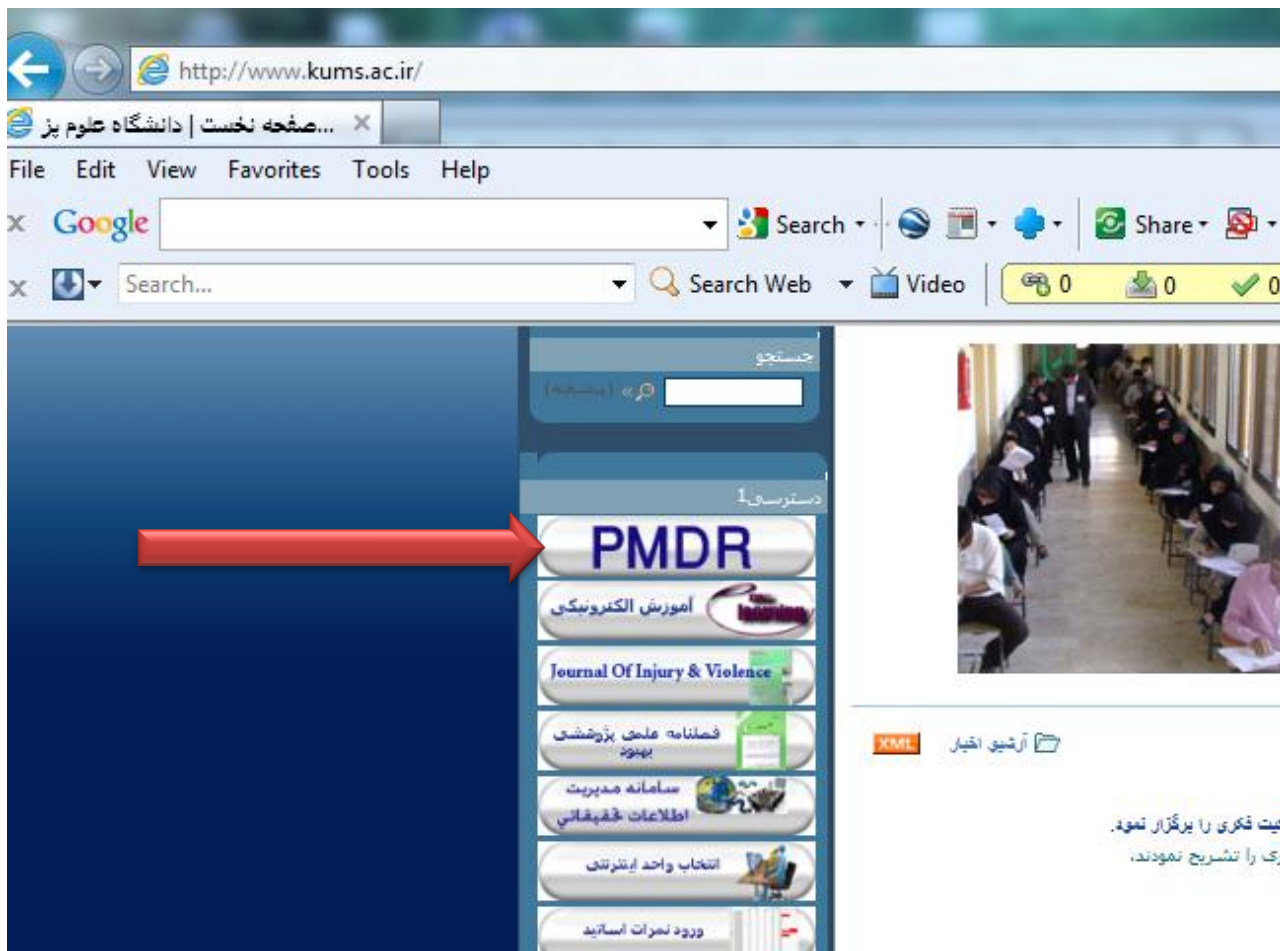 http://www.kums.ac.ir/
صفحه نخست | دانشگاه علوم پز...
File Edit View Favorites Tools Help
Google
Search
Share
Search...
Search Web
Video
0
0
0
جستجو
دسترسی1
PMDR
آموزش الکترونیکی
learning
Journal Of Injury & Violence
فصلنامه علمی پژوهشی
بهبود
سامانه مدیریت
اطلاعات تحقیقاتي
انتخاب واحد اینترنتی
ورود نمرات اساتید
آرشیو اخبار
XML
فکری را برگزار نمود.
را تشریح نمودند،